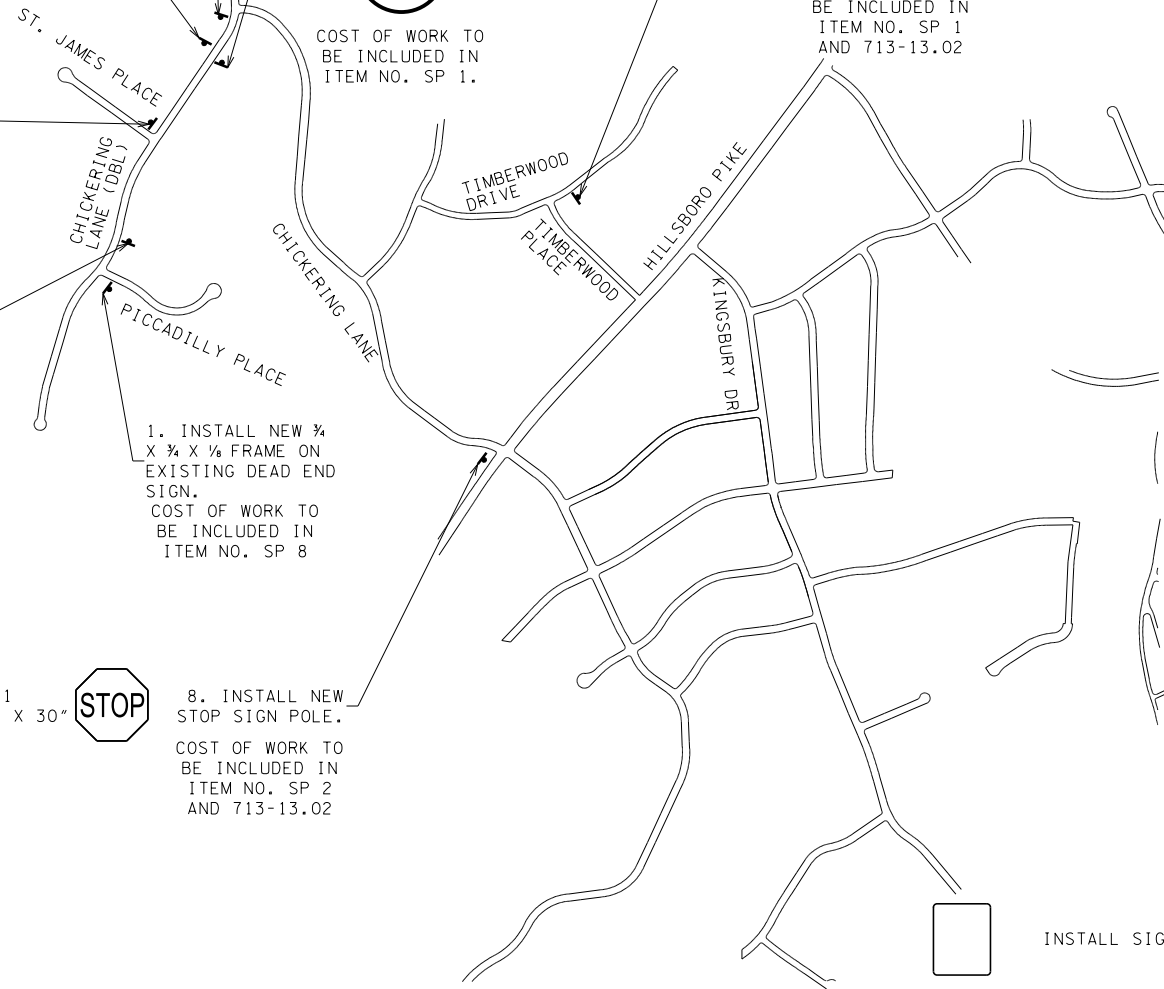 ST. JAMES PLACE
COST OF WORK TO
BE INCLUDED IN
ITEM NO. SP 1.
BE INCLUDED IN
ITEM NO. SP 1
AND 713-13.02
CHICKERING
LANE (DBL)
TIMBERWOOD
DRIVE
HILLSBORO PIKE
TIMBERWOOD
PLACE
CHICKERING LANE
KINGSBURY DR
PICCADILLY PLACE
1. INSTALL NEW ¾
X ¾ X ⅛ FRAME ON
EXISTING DEAD END
SIGN.
COST OF WORK TO
BE INCLUDED IN
ITEM NO. SP 8
1
X 30"
STOP
8. INSTALL NEW
STOP SIGN POLE.
COST OF WORK TO
BE INCLUDED IN
ITEM NO. SP 2
AND 713-13.02
INSTALL SIG